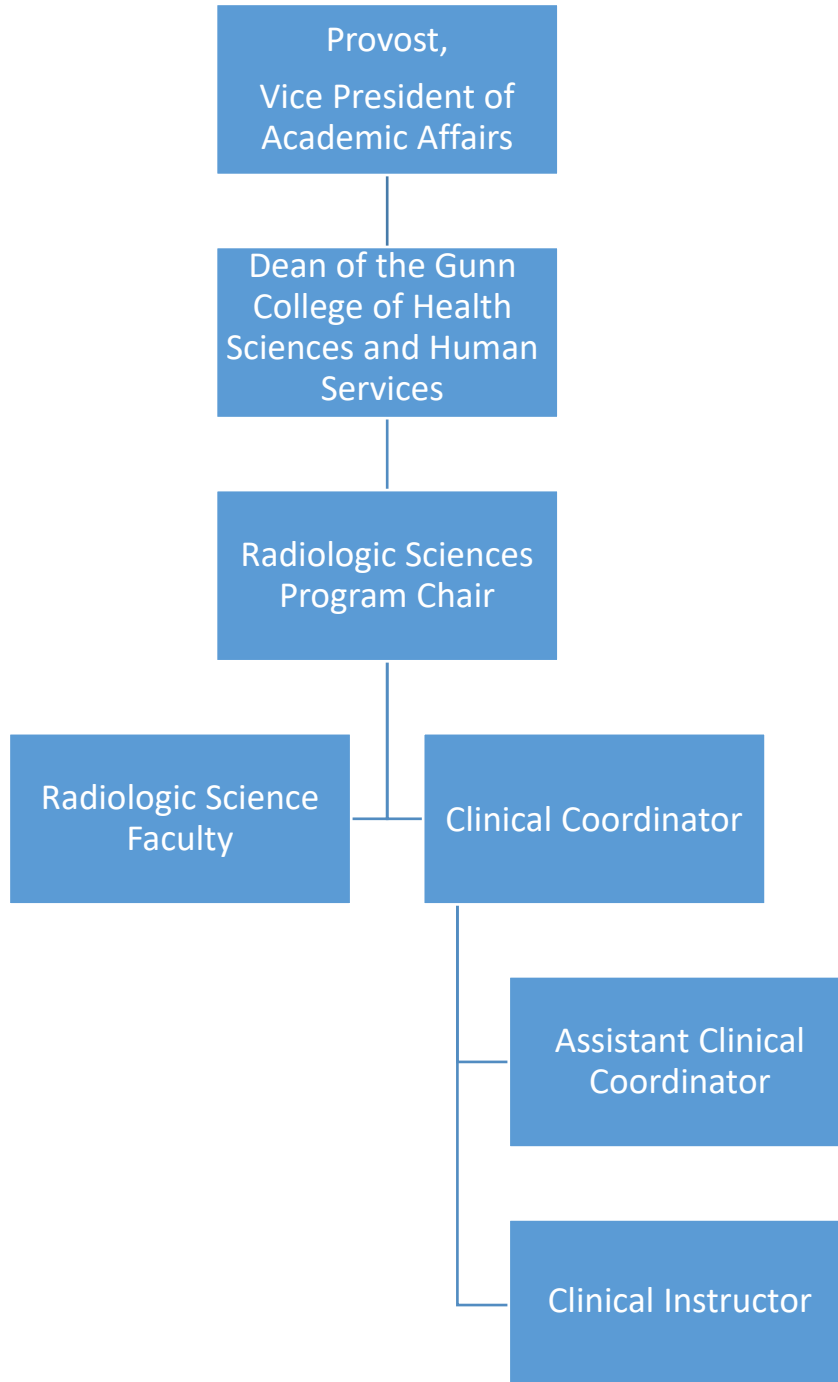 Provost,
Vice President of
Academic Affairs
Dean of the Gunn
College of Health
Sciences and Human
Services
Radiologic Sciences
Program Chair
Radiologic Science
Faculty
Clinical Coordinator
Assistant Clinical
Coordinator
Clinical Instructor